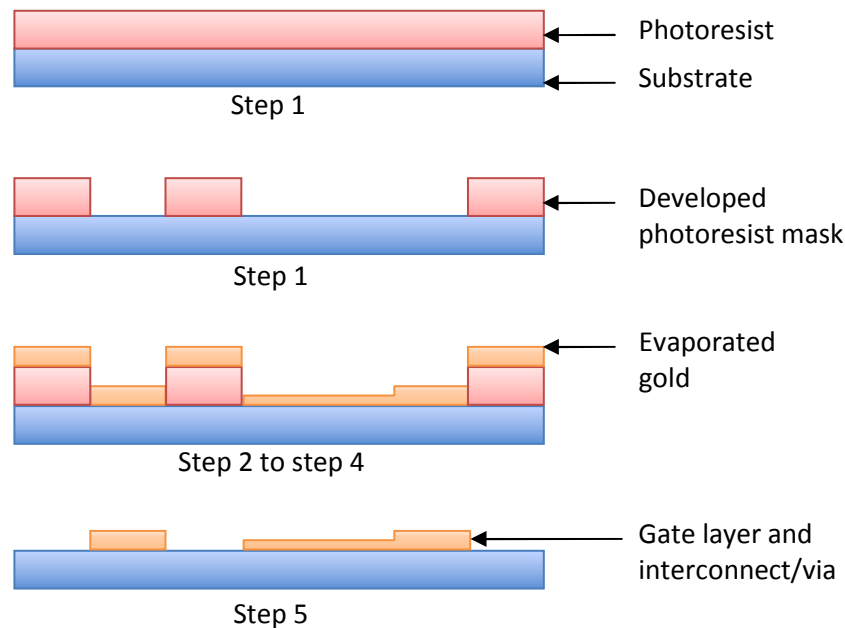 Photoresist
Substrate
Step 1
Developed
photoresist mask
Step 1
Evaporated
gold
Step 2 to step 4
Gate layer and
interconnect/via
Step 5